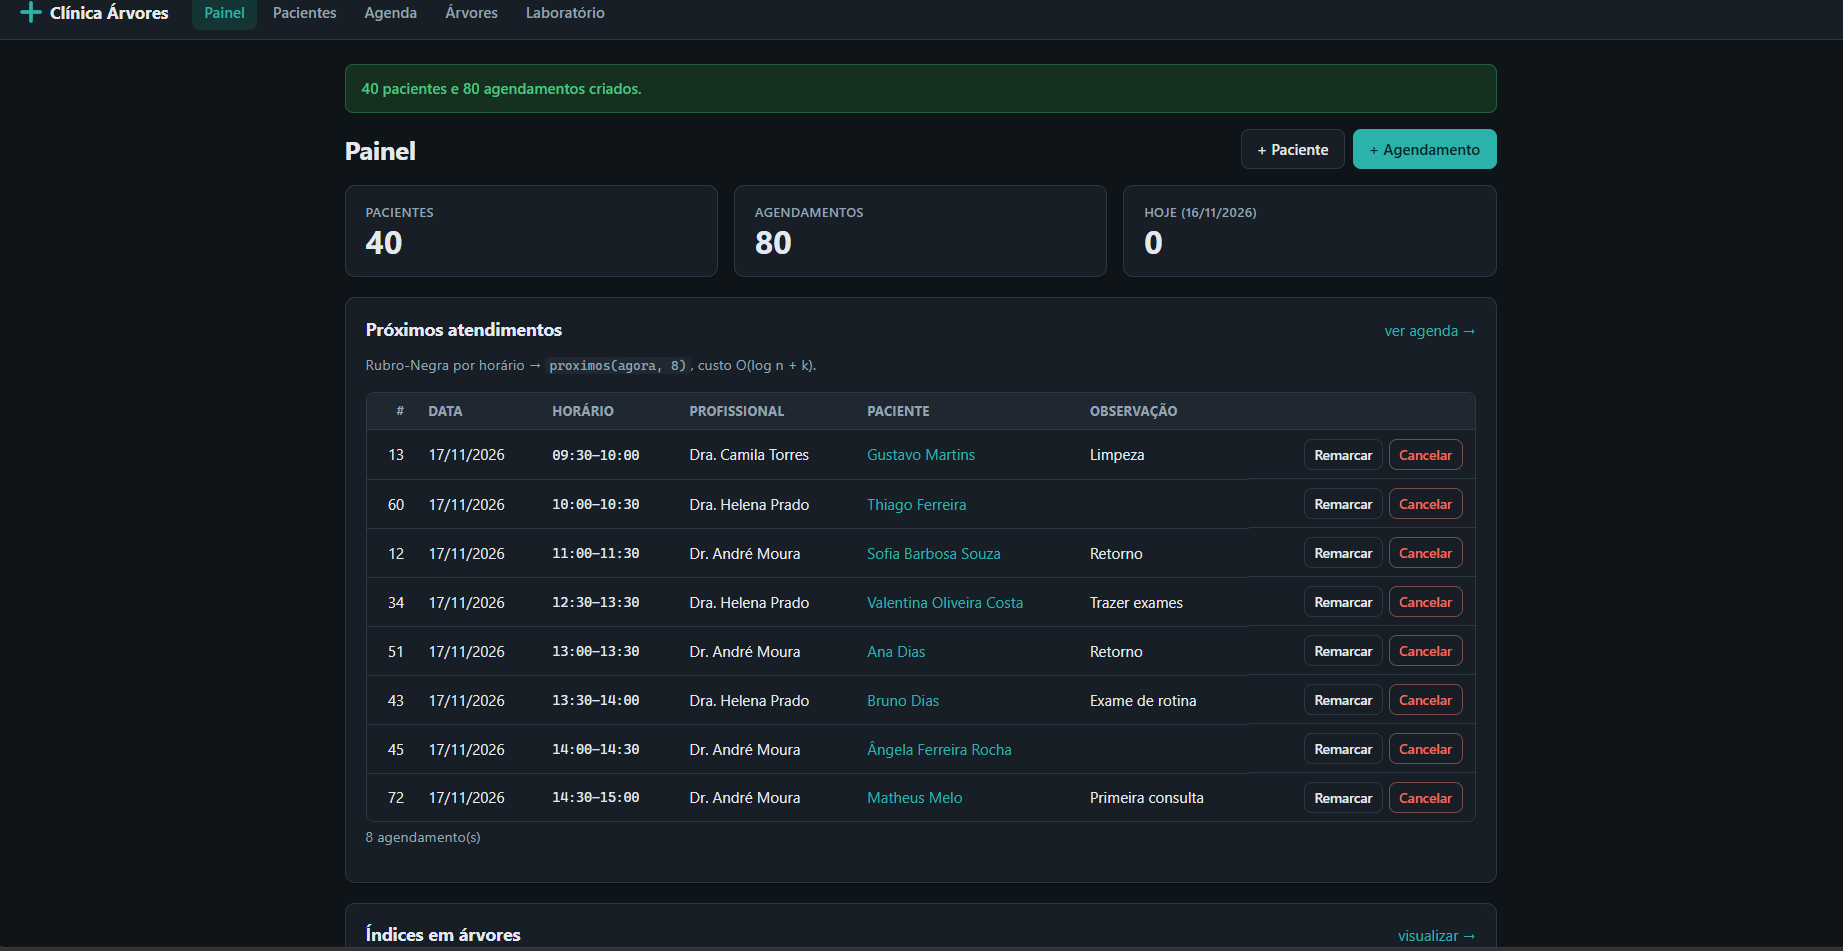 Clínica Árvores Painel Pacientes Agenda Árvores Laboratório
40 pacientes e 80 agendamentos criados.
Painel + Paciente + Agendamento
PACIENTES AGENDAMENTOS HOJE (16/11/2026)
40 80 0
Próximos atendimentos ver agenda →
Rubro-Negra por horário → proximos(agora, 8), custo O(log n + k).
# DATA HORÁRIO PROFISSIONAL PACIENTE OBSERVAÇÃO
13 17/11/2026 09:30–10:00 Dra. Camila Torres Gustavo Martins Limpeza Remarcar Cancelar
60 17/11/2026 10:00–10:30 Dra. Helena Prado Thiago Ferreira Remarcar Cancelar
12 17/11/2026 11:00–11:30 Dr. André Moura Sofia Barbosa Souza Retorno Remarcar Cancelar
34 17/11/2026 12:30–13:30 Dra. Helena Prado Valentina Oliveira Costa Trazer exames Remarcar Cancelar
51 17/11/2026 13:00–13:30 Dr. André Moura Ana Dias Retorno Remarcar Cancelar
43 17/11/2026 13:30–14:00 Dra. Helena Prado Bruno Dias Exame de rotina Remarcar Cancelar
45 17/11/2026 14:00–14:30 Dr. André Moura Ângela Ferreira Rocha Remarcar Cancelar
72 17/11/2026 14:30–15:00 Dr. André Moura Matheus Melo Primeira consulta Remarcar Cancelar
8 agendamento(s)
Índices em árvores visualizar →